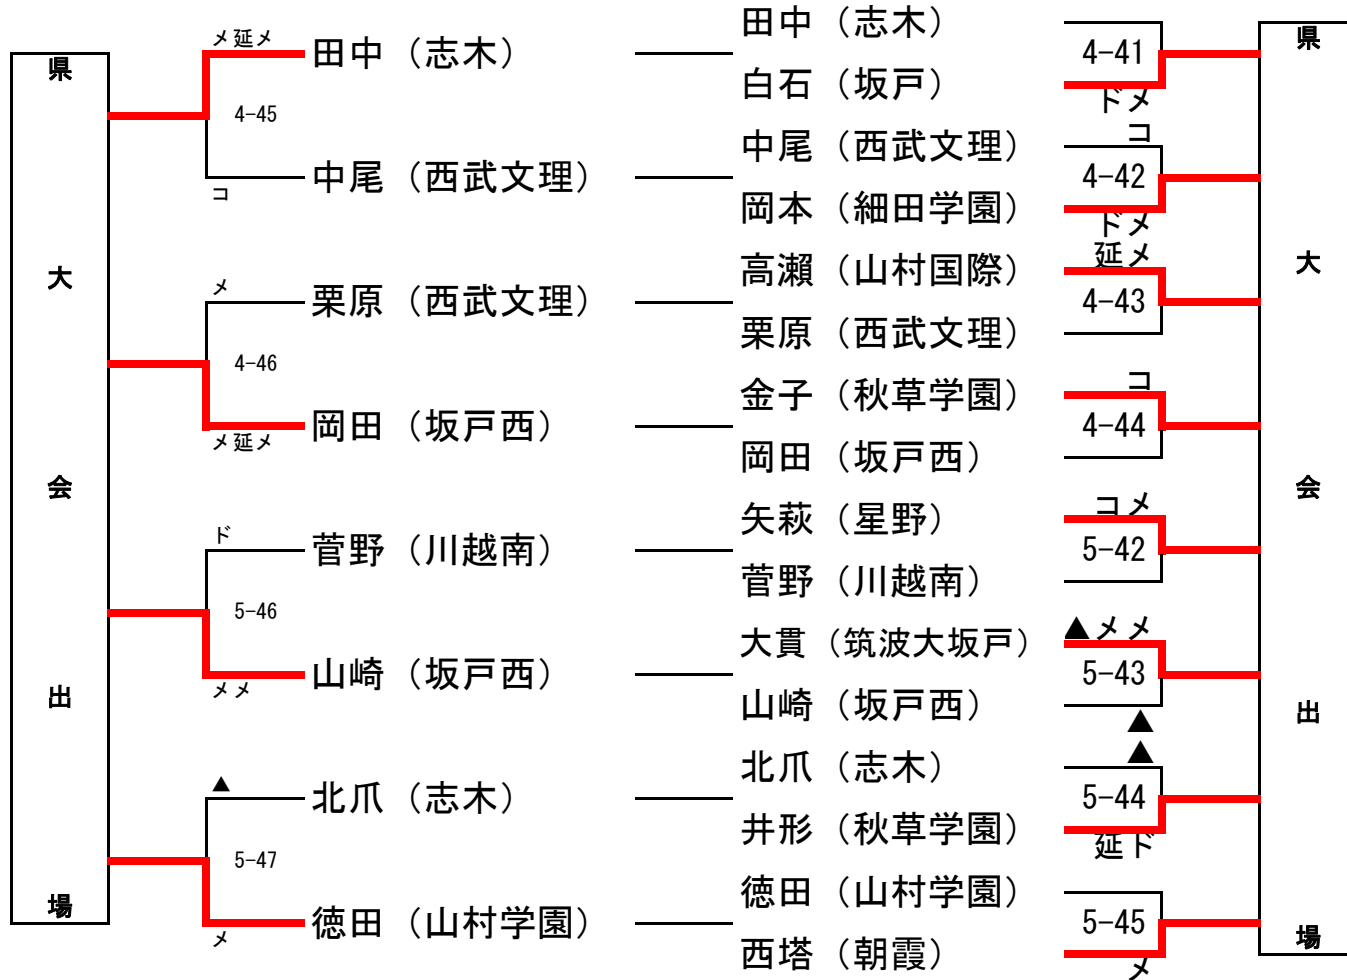 県
大
会
出
場
メ延メ
田中（志木）
4-45
中尾（西武文理）
コ
メ
栗原（西武文理）
4-46
岡田（坂戸西）
メ延メ
ド
菅野（川越南）
5-46
山崎（坂戸西）
メメ
▲
北爪（志木）
5-47
徳田（山村学園）
メ
田中（志木）
4-41
白石（坂戸）
ドメ
コ
中尾（西武文理）
4-42
岡本（細田学園）
ドメ
延メ
高瀬（山村国際）
4-43
栗原（西武文理）
コ
金子（秋草学園）
4-44
岡田（坂戸西）
コメ
矢萩（星野）
5-42
菅野（川越南）
▲メメ
大貫（筑波大坂戸）
5-43
山崎（坂戸西）
▲
▲
北爪（志木）
5-44
井形（秋草学園）
延ド
徳田（山村学園）
5-45
西塔（朝霞）
メ
県
大
会
出
場